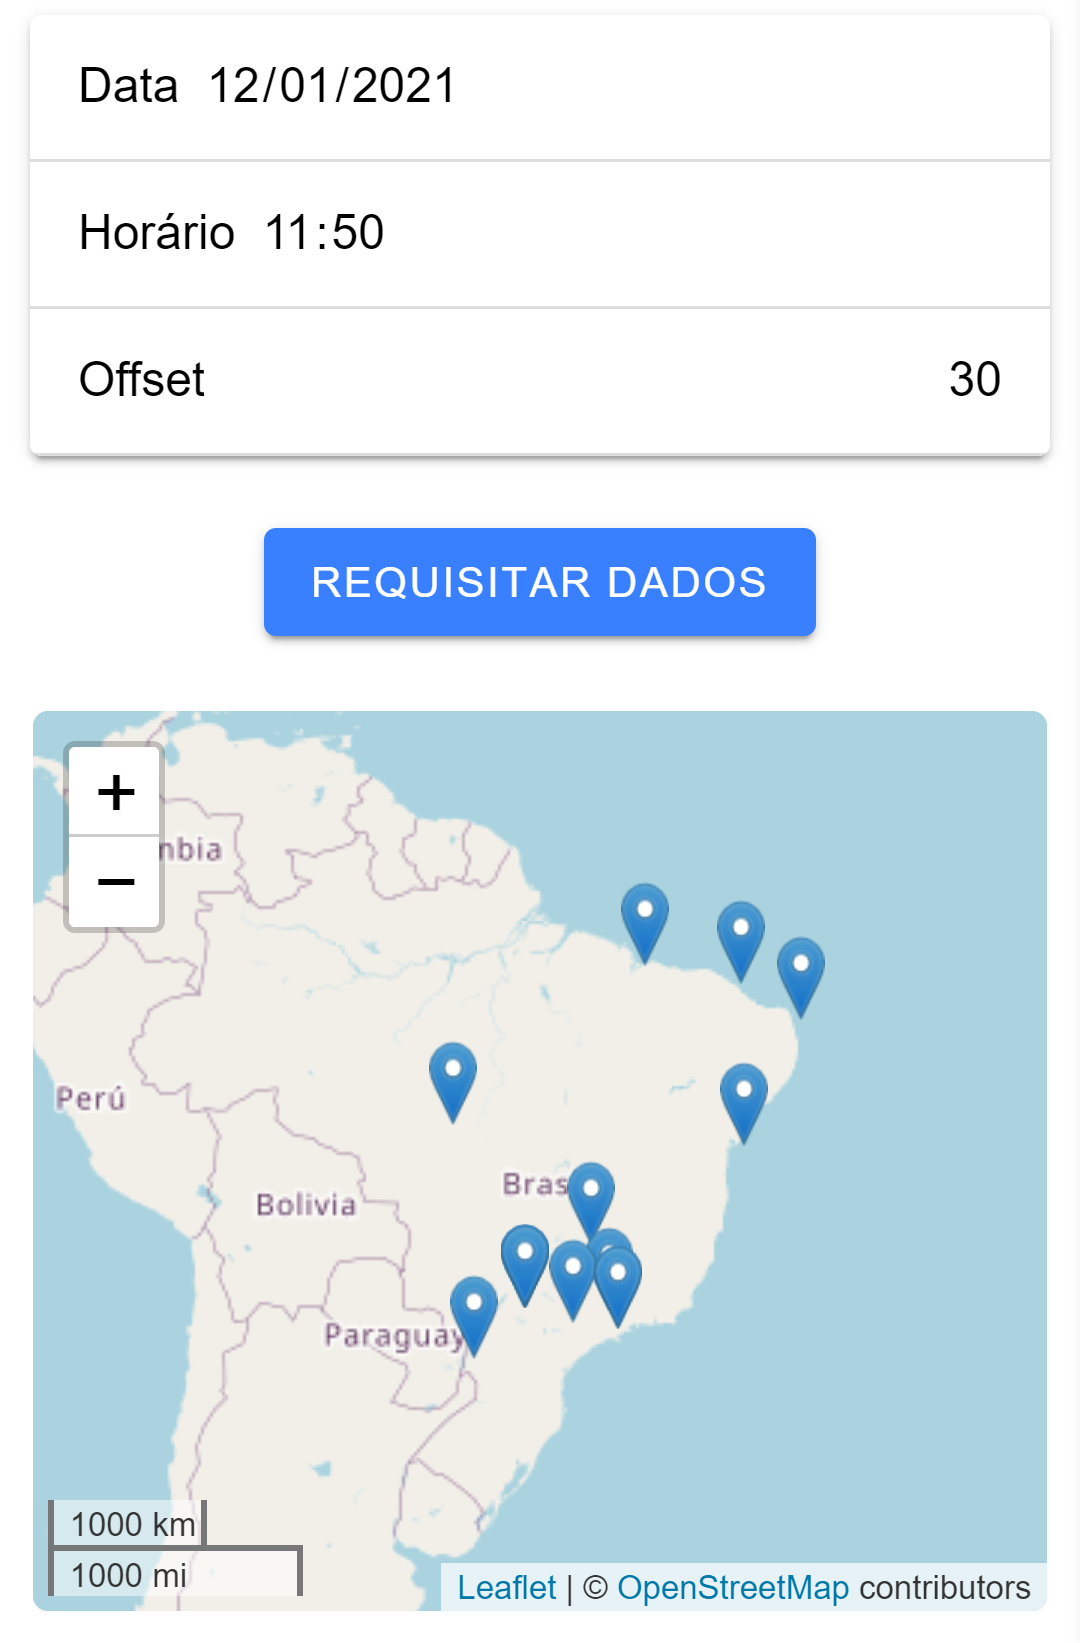 Data 12/01/2021
Horário 11:50
Offset 30
REQUISITAR DADOS
+
nbia
−
Perú
Bras
Bolivia
Paraguay
1000 km
1000 mi
Leaflet | © OpenStreetMap contributors